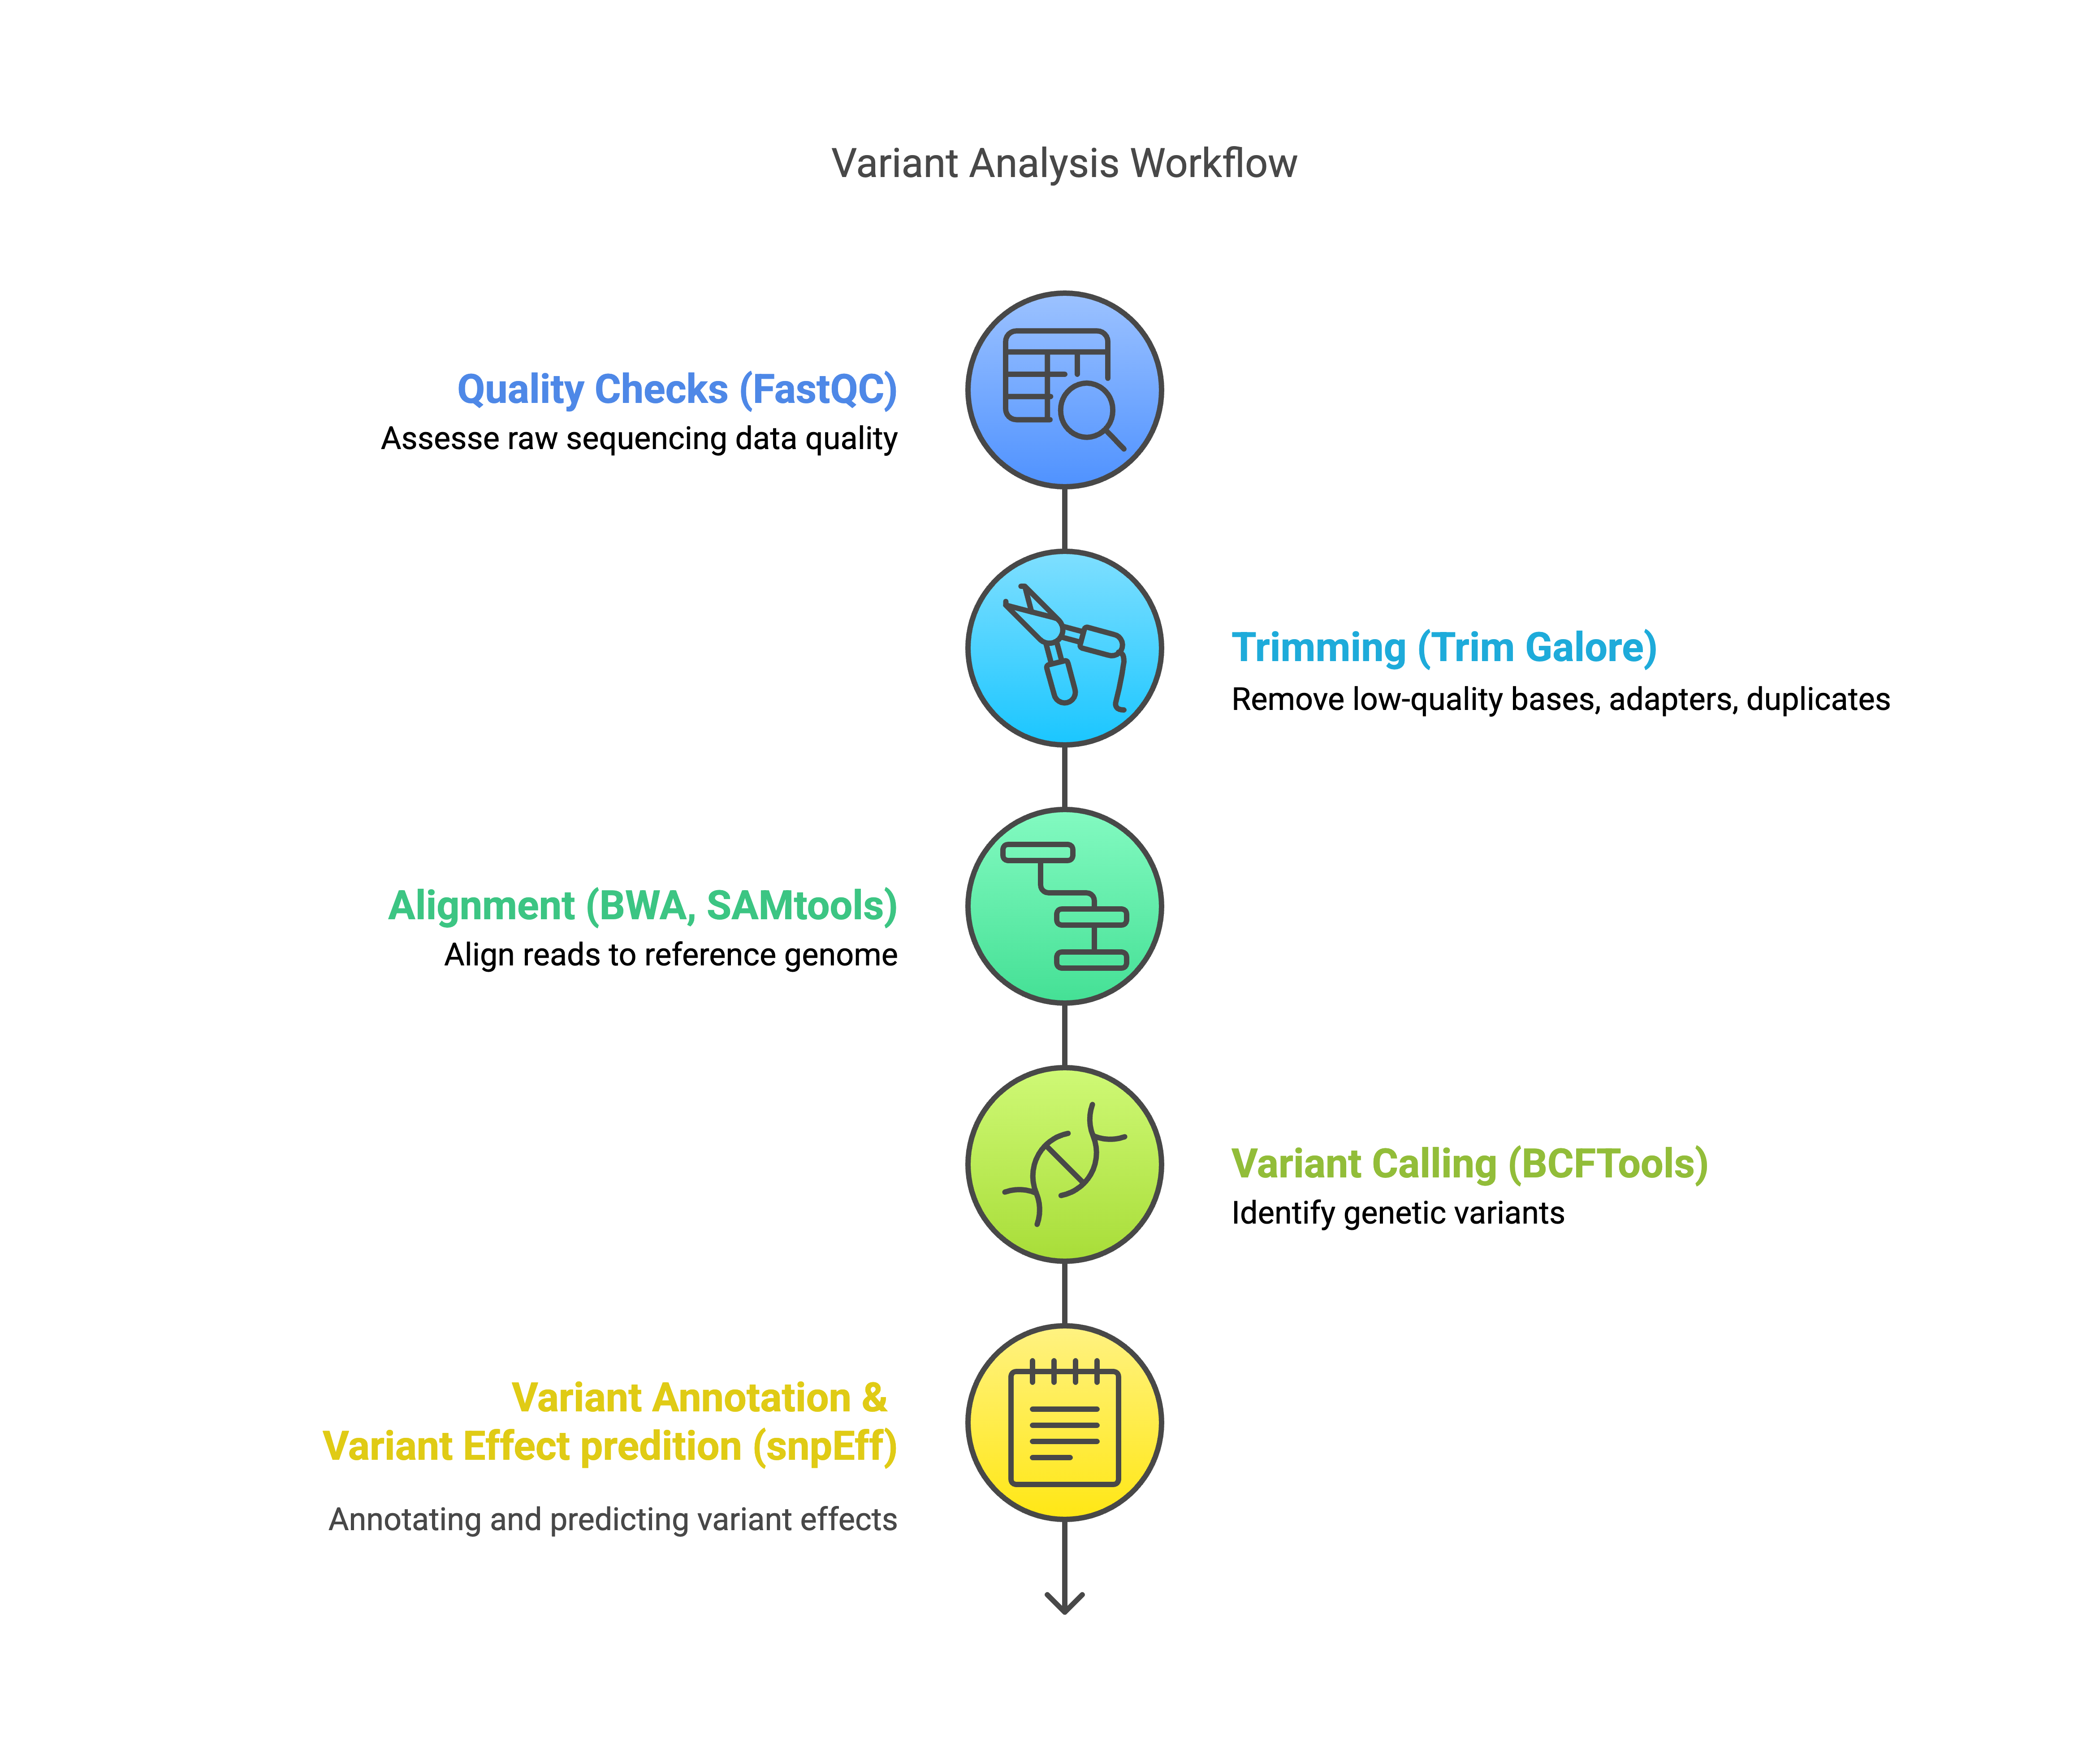 Variant Analysis Workflow
Quality Checks (FastQC)
Assesse raw sequencing data quality
Trimming (Trim Galore)
Remove low-quality bases, adapters, duplicates
Alignment (BWA, SAMtools)
Align reads to reference genome
Variant Calling (BCFTools)
Identify genetic variants
Variant Annotation &
Variant Effect predition (snpEff)
Annotating and predicting variant effects